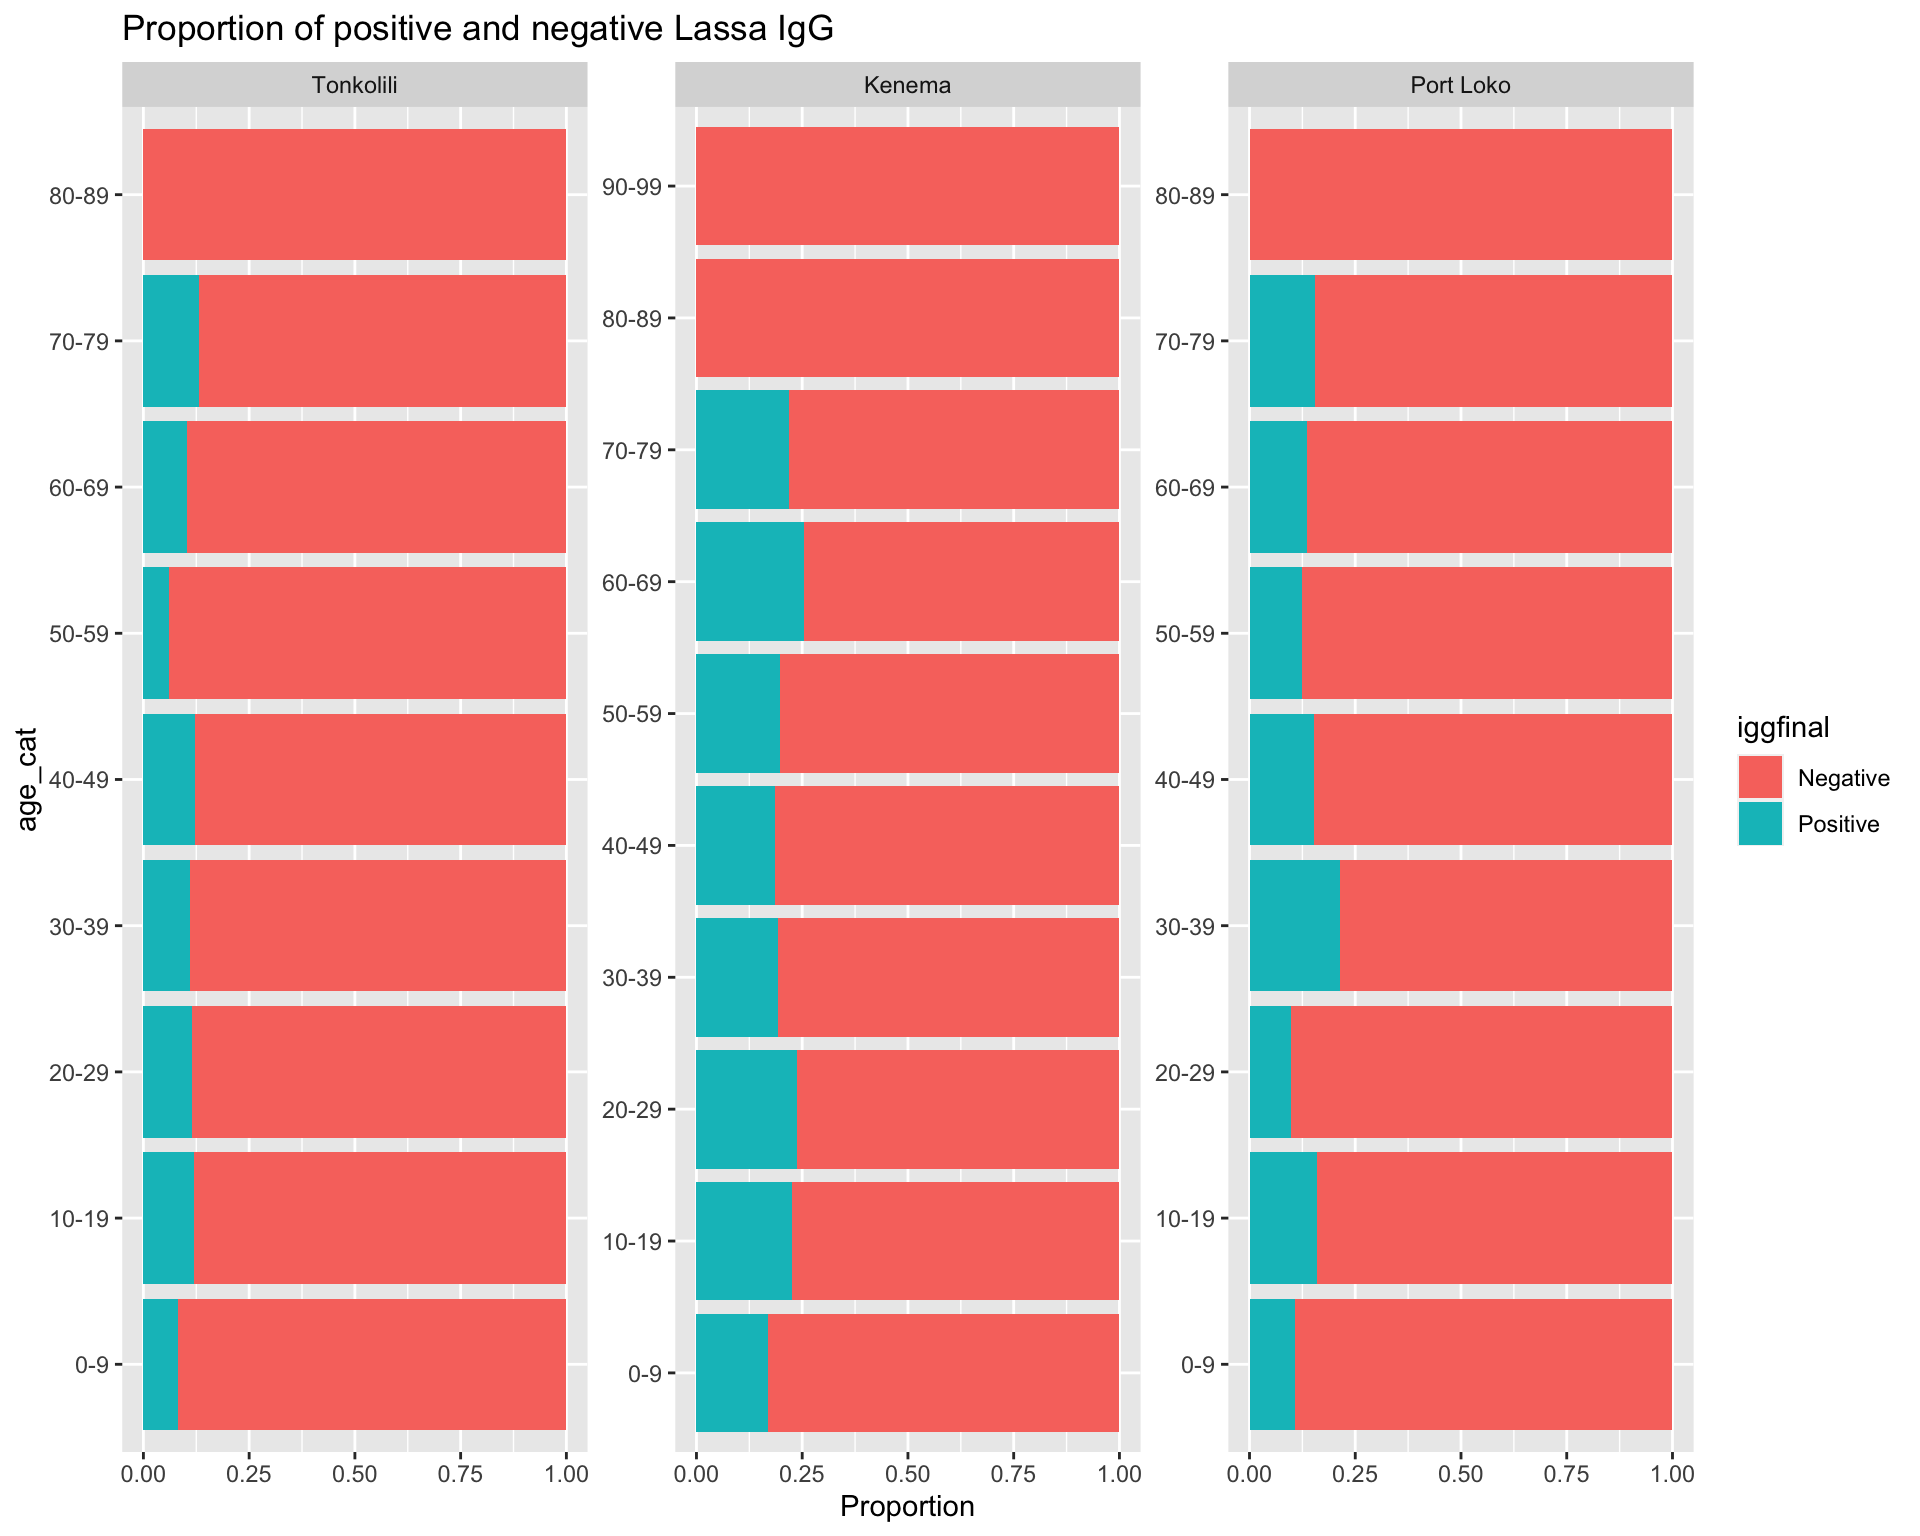 Proportion of positive and negative Lassa IgG
Tonkolili
Kenema
Port Loko
age_cat
80-89
70-79
60-69
50-59
40-49
30-39
20-29
10-19
0-9
0.00 0.25 0.50 0.75 1.00
90-99
80-89
70-79
60-69
50-59
40-49
30-39
20-29
10-19
0-9
0.00 0.25 0.50 0.75 1.00
80-89
70-79
60-69
50-59
40-49
30-39
20-29
10-19
0-9
0.00 0.25 0.50 0.75 1.00
Proportion
iggfinal
Negative
Positive